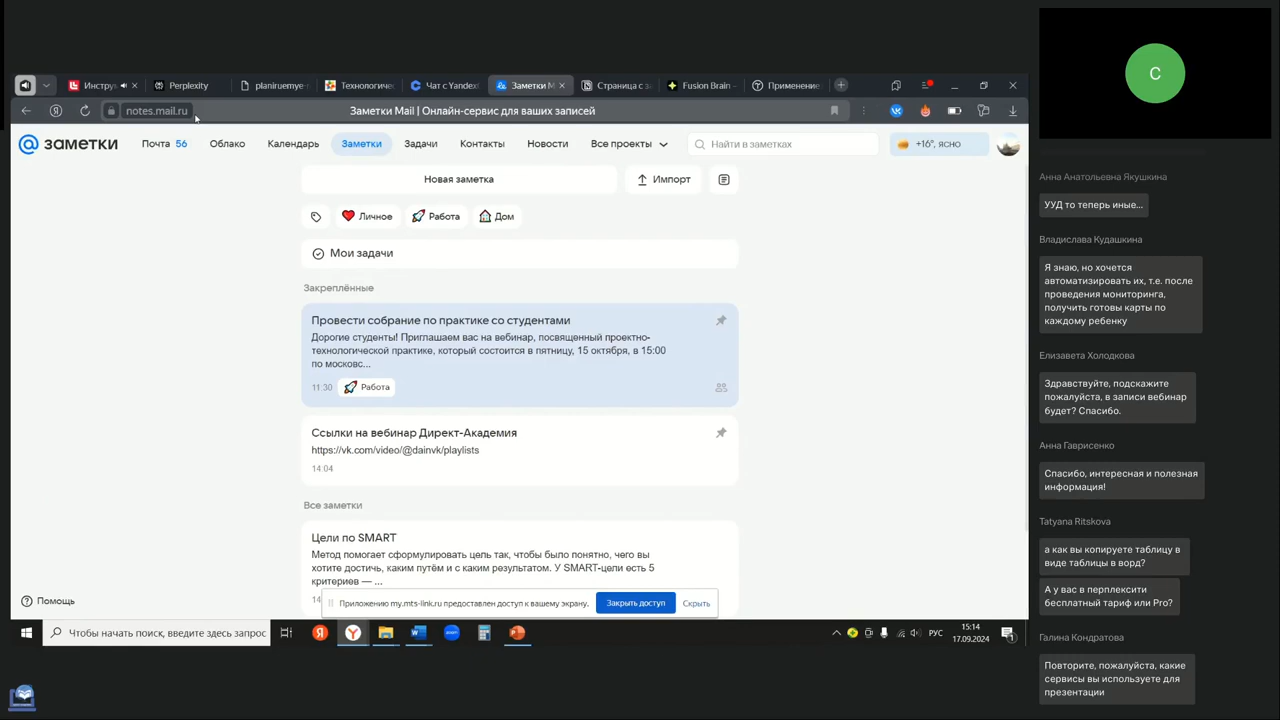 Инстру
Perplexity
planiruemye-
Технологичес
Чат с Yandex
Заметки М
Страница с з
Fusion Brain -
Применение
notes.mail.ru
Заметки Mail | Онлайн-сервис для ваших записей
заметки
Почта 56
Облако
Календарь
Заметки
Задачи
Контакты
Новости
Все проекты
Найти в заметках
+16°, ясно
Новая заметка
Импорт
Личное
Работа
Дом
Мои задачи
Закреплённые
Провести собрание по практике со студентами
Дорогие студенты! Приглашаем вас на вебинар, посвященный проектно-
технологической практике, который состоится в пятницу, 15 октября, в 15:00
по московс...
11:30
Работа
Ссылки на вебинар Директ-Академия
https://vk.com/video/@dainvk/playlists
14:04
Все заметки
Цели по SMART
Метод помогает сформулировать цель так, чтобы было понятно, чего вы
хотите достичь, каким путём и с каким результатом. У SMART-цели есть 5
критериев — ...
14
Приложению my.mts-link.ru предоставлен доступ к вашему экрану.
Закрыть доступ
Скрыть
Помощь
Чтобы начать поиск, введите здесь запрос
РУС
15:14
17.09.2024
1
С
Анна Анатольевна Якушкина
УУД то теперь иные...
Владислава Кудашкина
Я знаю, но хочется
автоматизировать их, т.е. после
проведения мониторинга,
получить готовы карты по
каждому ребенку
Елизавета Холодкова
Здравствуйте, подскажите
пожалуйста, в записи вебинар
будет? Спасибо.
Анна Гаврисенко
Спасибо, интересная и полезная
информация!
Tatyana Ritskova
а как вы копируете таблицу в
виде таблицы в ворд?
А у вас в перплексити
бесплатный тариф или Pro?
Галина Кондратова
Повторите, пожалуйста, какие
сервисы вы используете для
презентации